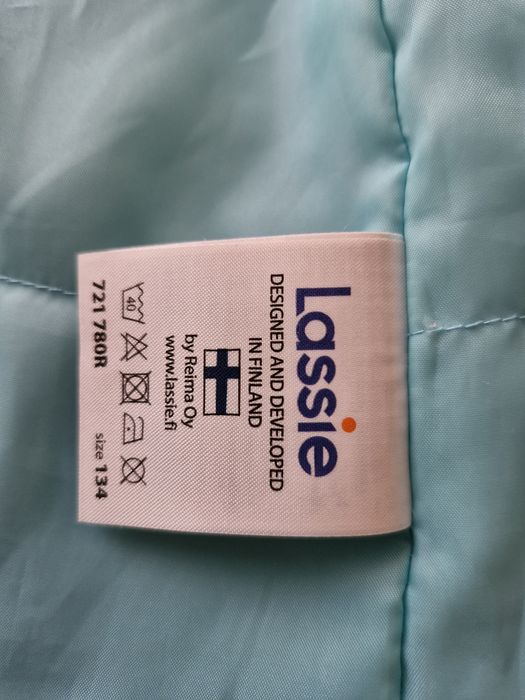 Lassie
DESIGNED AND DEVELOPED
IN FINLAND
by Reima Oy
www.lassie.fi
40
721 780R size 134